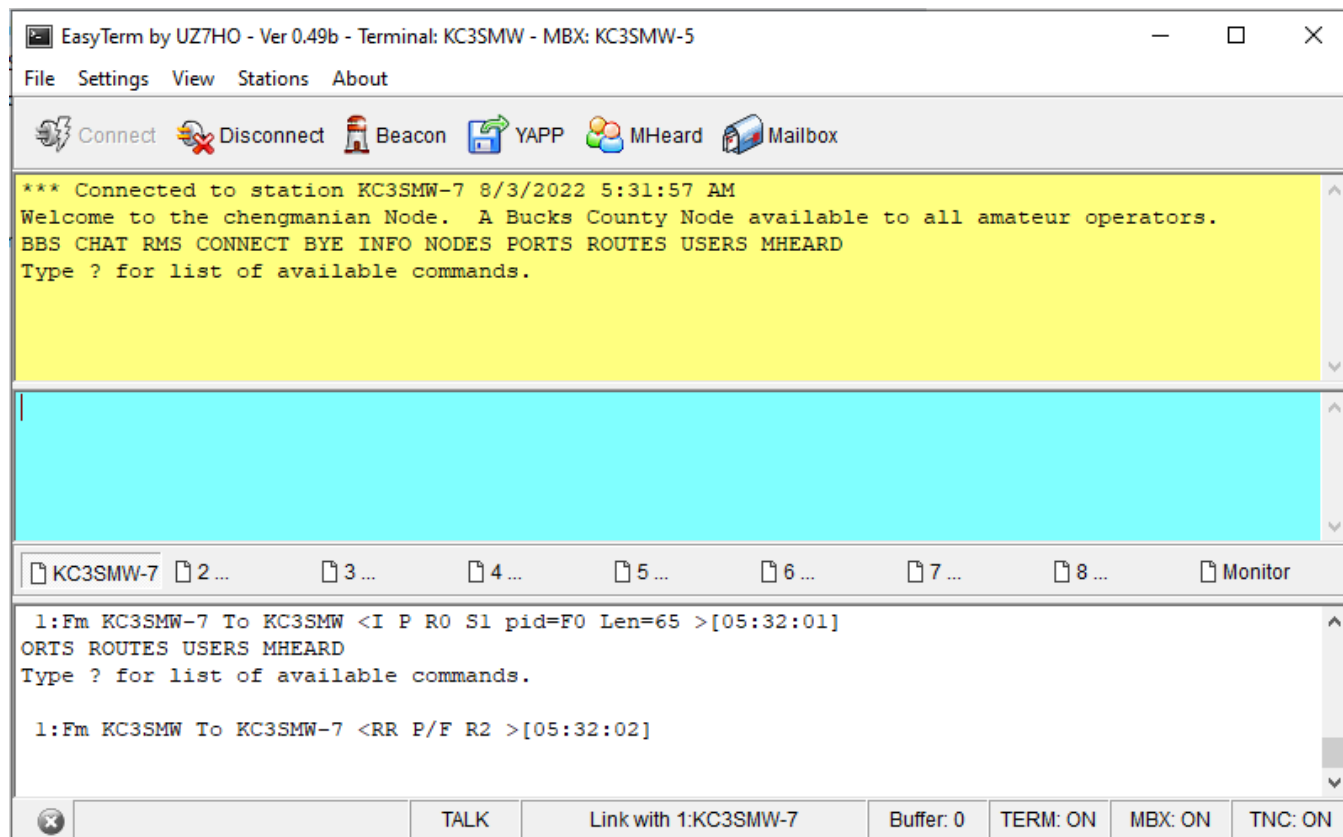 EasyTerm by UZ7HO - Ver 0.49b - Terminal: KC3SMW - MBX: KC3SMW-5
File Settings View Stations About
Connect Disconnect Beacon YAPP MHeard Mailbox
*** Connected to station KC3SMW-7 8/3/2022 5:31:57 AM
Welcome to the chengmanian Node.  A Bucks County Node available to all amateur operators.
BBS CHAT RMS CONNECT BYE INFO NODES PORTS ROUTES USERS MHEARD
Type ? for list of available commands.
KC3SMW-7 2 ... 3 ... 4 ... 5 ... 6 ... 7 ... 8 ... Monitor
1:Fm KC3SMW-7 To KC3SMW <I P R0 S1 pid=F0 Len=65 >[05:32:01]
ORTS ROUTES USERS MHEARD
Type ? for list of available commands.
1:Fm KC3SMW To KC3SMW-7 <RR P/F R2 >[05:32:02]
TALK Link with 1:KC3SMW-7 Buffer: 0 TERM: ON MBX: ON TNC: ON